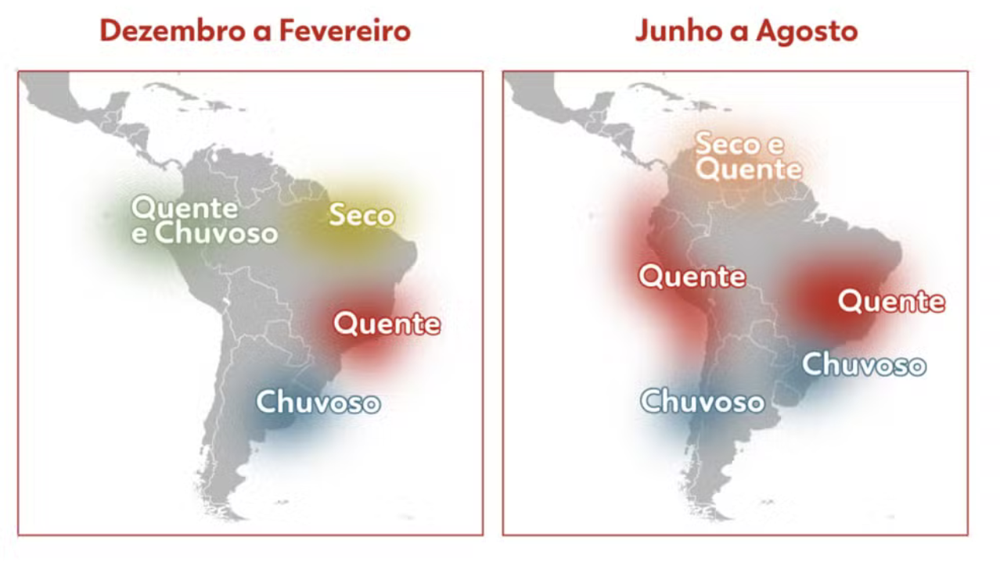 Dezembro a Fevereiro
Quente
e Chuvoso
Seco
Quente
Chuvoso
Junho a Agosto
Seco e
Quente
Quente
Quente
Chuvoso
Chuvoso